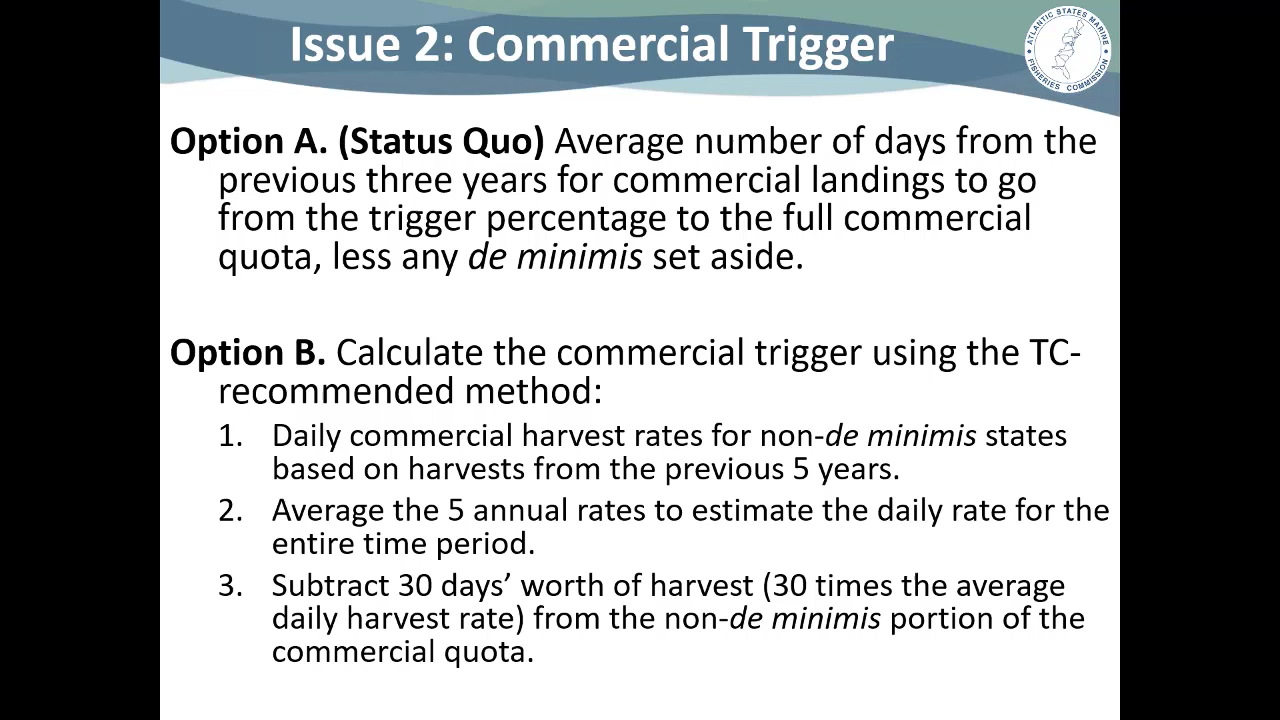 Issue 2: Commercial Trigger
ATLANTIC STATES MARINE
FISHERIES COMMISSION
Option A. (Status Quo) Average number of days from the
previous three years for commercial landings to go
from the trigger percentage to the full commercial
quota, less any de minimis set aside.
Option B. Calculate the commercial trigger using the TC-
recommended method:
1. Daily commercial harvest rates for non-de minimis states
based on harvests from the previous 5 years.
2. Average the 5 annual rates to estimate the daily rate for the
entire time period.
3. Subtract 30 days’ worth of harvest (30 times the average
daily harvest rate) from the non-de minimis portion of the
commercial quota.